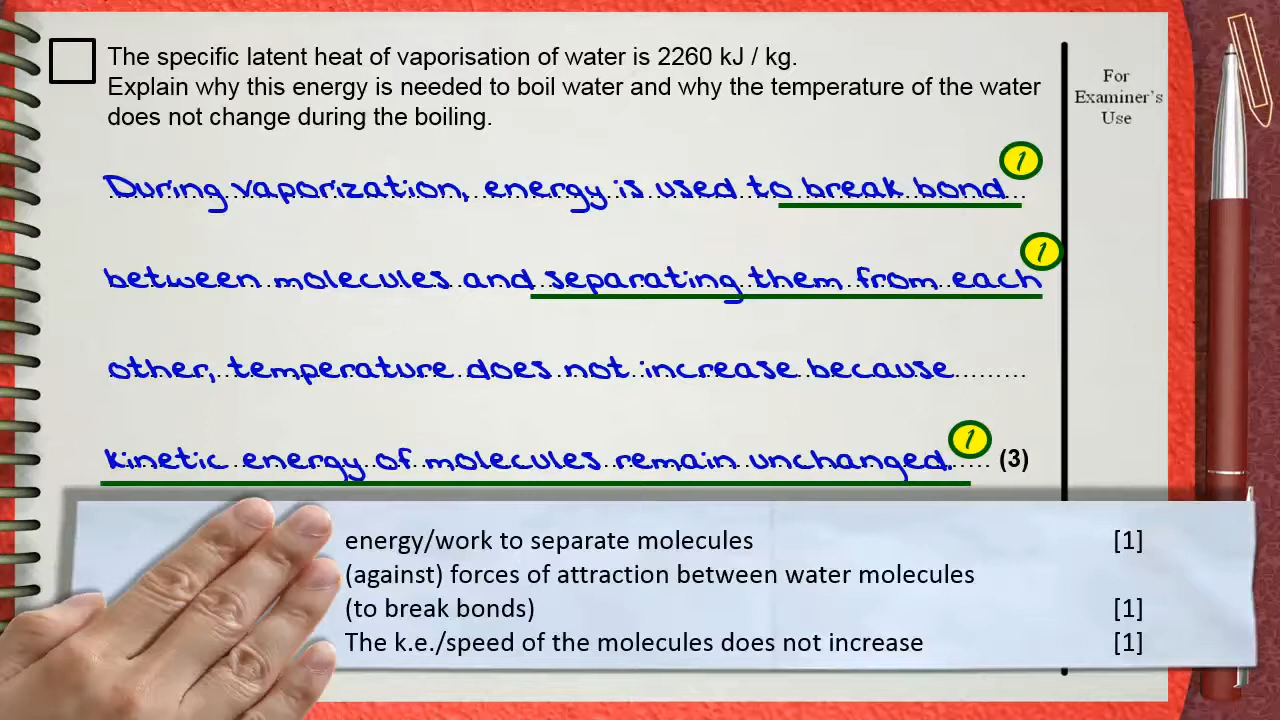 The specific latent heat of vaporisation of water is 2260 kJ / kg.
Explain why this energy is needed to boil water and why the temperature of the water
does not change during the boiling.
For
Examiner's
Use
During vaporization, energy is used to break bond
1
between molecules and separating them from each
1
other, temperature does not increase because
kinetic energy of molecules remain unchanged. (3)
1
energy/work to separate molecules [1]
(against) forces of attraction between water molecules
(to break bonds) [1]
The k.e./speed of the molecules does not increase [1]